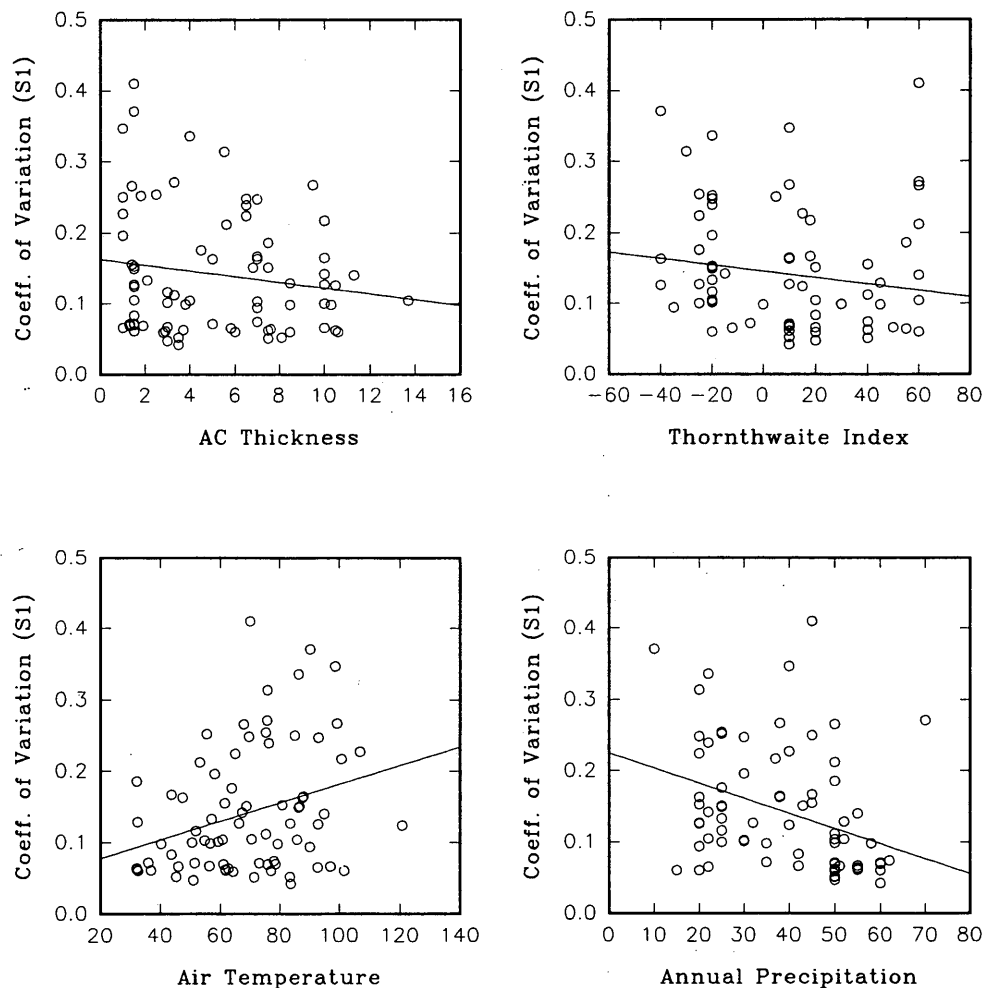 0.5
0.4
0.3
0.2
0.1
0.0
Coeff. of Variation (S1)
0 2 4 6 8 10 12 14 16
AC Thickness
0.5
0.4
0.3
0.2
0.1
0.0
Coeff. of Variation (S1)
−60 −40 −20 0 20 40 60 80
Thornthwaite Index
0.5
0.4
0.3
0.2
0.1
0.0
Coeff. of Variation (S1)
20 40 60 80 100 120 140
Air Temperature
0.5
0.4
0.3
0.2
0.1
0.0
Coeff. of Variation (S1)
0 10 20 30 40 50 60 70 80
Annual Precipitation